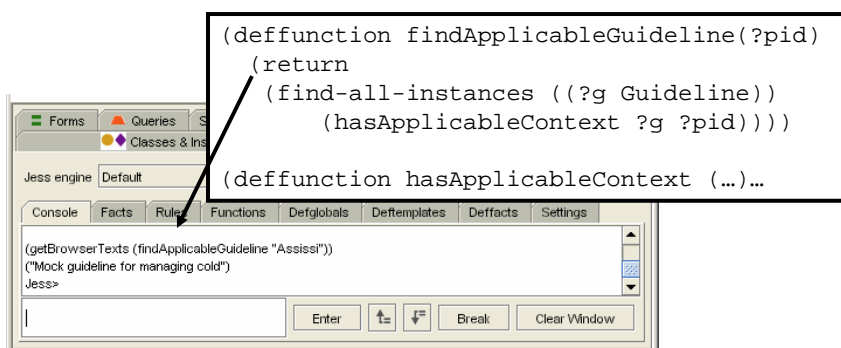 (deffunction findApplicableGuideline(?pid)
(return
(find-all-instances ((?g Guideline))
(hasApplicableContext ?g ?pid))))
(deffunction hasApplicableContext (…)…
Forms Queries S
Classes & Ins
Jess engine Default
Console Facts Rules Functions Defglobals Deftemplates Deffacts Settings
(getBrowserTexts (findApplicableGuideline "Assissi"))
("Mock guideline for managing cold")
Jess>
Enter Break Clear Window